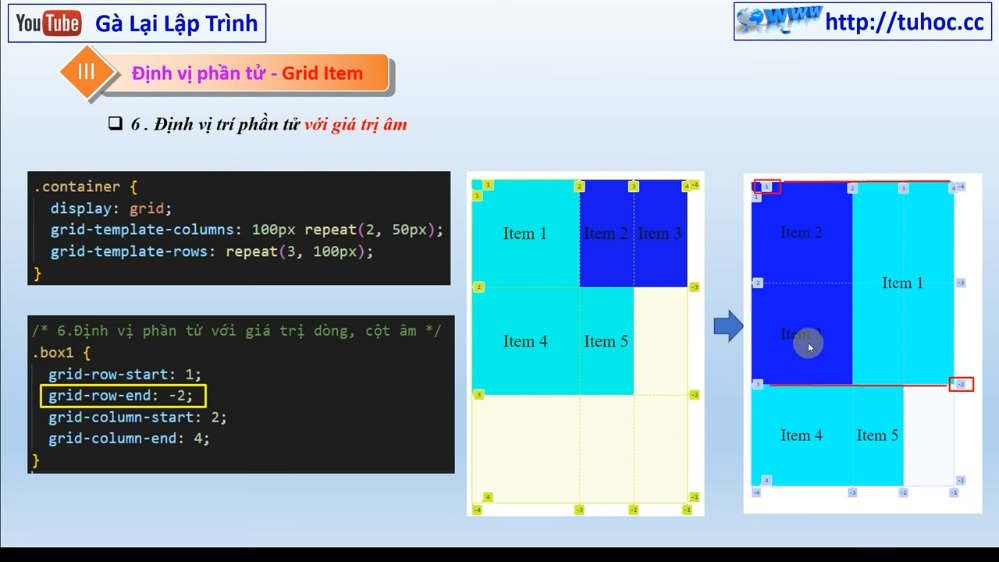 YouTube Gà Lại Lập Trình
WWW http://tuhoc.cc
III Định vị phần tử - Grid Item
6 . Định vị trí phần tử với giá trị âm
.container {
display: grid;
grid-template-columns: 100px repeat(2, 50px);
grid-template-rows: repeat(3, 100px);
}
/* 6.Định vị phần tử với giá trị dòng, cột âm */
.box1 {
grid-row-start: 1;
grid-row-end: -2;
grid-column-start: 2;
grid-column-end: 4;
}
1 2 3 4 -4
1
Item 1 Item 2 Item 3
2 -3
Item 4 Item 5
3 -2
4 -1
-4 -3 -2 -1
1 2 3 4 -4
1
Item 2
Item 1
2 -3
3 -2
Item 4 Item 5
4 -1
-4 -3 -2 -1